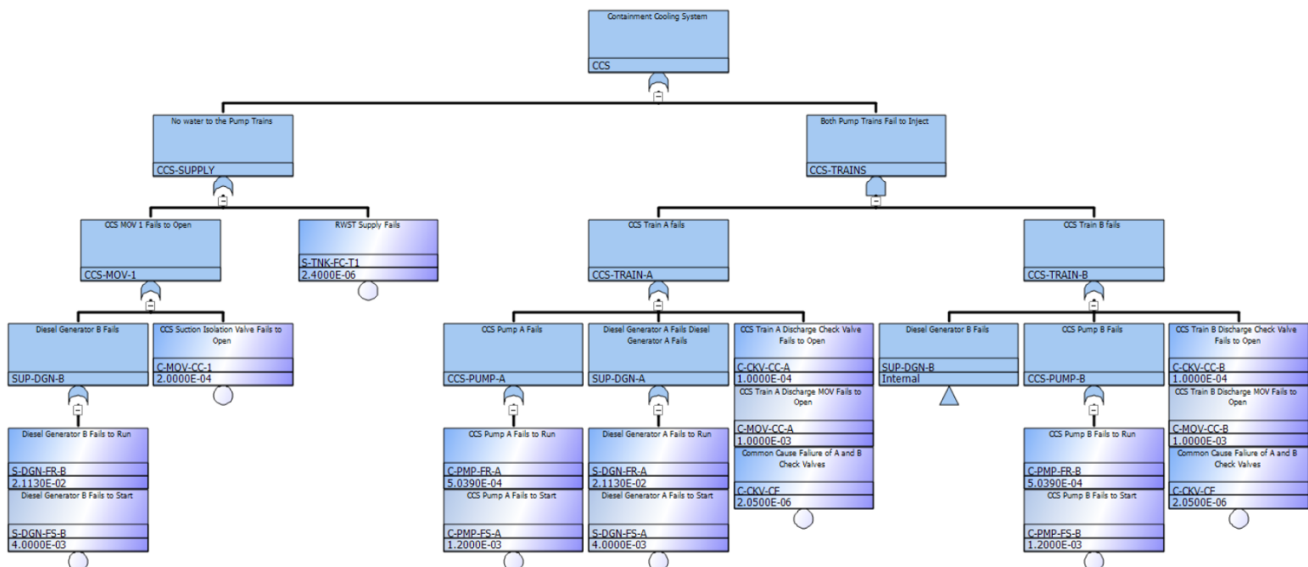 Containment Cooling System
CCS
No water to the Pump Trains
CCS-SUPPLY
Both Pump Trains Fail to Inject
CCS-TRAINS
CCS MOV 1 Fails to Open
CCS-MOV-1
RWST Supply Fails
S-TNK-FC-T1
2.4000E-06
CCS Train A fails
CCS-TRAIN-A
CCS Train B fails
CCS-TRAIN-B
Diesel Generator B Fails
SUP-DGN-B
CCS Suction Isolation Valve Fails to
Open
C-MOV-CC-1
2.0000E-04
CCS Pump A Fails
CCS-PUMP-A
Diesel Generator A Fails Diesel
Generator A Fails
SUP-DGN-A
CCS Train A Discharge Check Valve
Fails to Open
C-CKV-CC-A
1.0000E-04
CCS Train A Discharge MOV Fails to
Open
C-MOV-CC-A
1.0000E-03
Common Cause Failure of A and B
Check Valves
C-CKV-CF
2.0500E-06
Diesel Generator B Fails
SUP-DGN-B
Internal
CCS Pump B Fails
CCS-PUMP-B
CCS Train B Discharge Check Valve
Fails to Open
C-CKV-CC-B
1.0000E-04
CCS Train B Discharge MOV Fails to
Open
C-MOV-CC-B
1.0000E-03
Common Cause Failure of A and B
Check Valves
C-CKV-CF
2.0500E-06
Diesel Generator B Fails to Run
S-DGN-FR-B
2.1130E-02
Diesel Generator B Fails to Start
S-DGN-FS-B
4.0000E-03
CCS Pump A Fails to Run
C-PMP-FR-A
5.0390E-04
CCS Pump A Fails to Start
C-PMP-FS-A
1.2000E-03
Diesel Generator A Fails to Run
S-DGN-FR-A
2.1130E-02
Diesel Generator A Fails to Start
S-DGN-FS-A
4.0000E-03
CCS Pump B Fails to Run
C-PMP-FR-B
5.0390E-04
CCS Pump B Fails to Start
C-PMP-FS-B
1.2000E-03